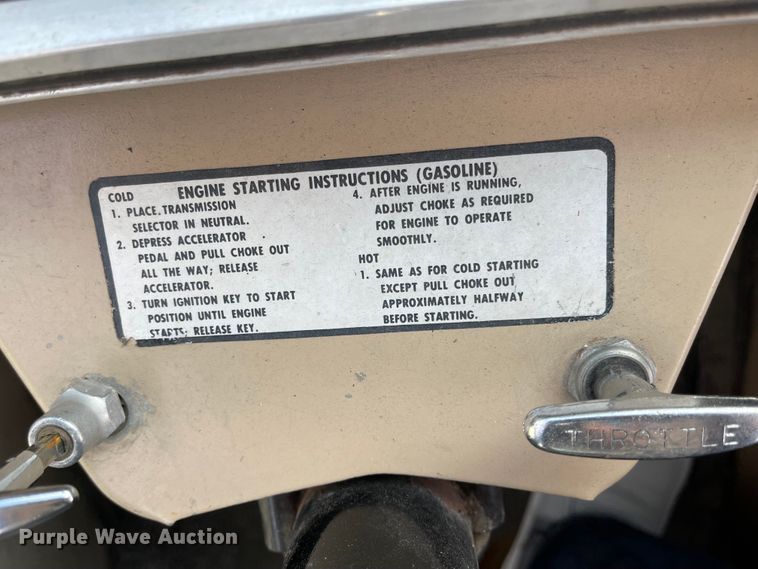 ENGINE STARTING INSTRUCTIONS (GASOLINE)
COLD
1. PLACE.TRANSMISSION
SELECTOR IN NEUTRAL.
2. DEPRESS ACCELERATOR
PEDAL AND PULL CHOKE OUT
ALL THE WAY; RELEASE
ACCELERATOR.
3. TURN IGNITION KEY TO START
POSITION UNTIL ENGINE
STARTS; RELEASE KEY.
4. AFTER ENGINE IS RUNNING,
ADJUST CHOKE AS REQUIRED
FOR ENGINE TO OPERATE
SMOOTHLY.
HOT
1. SAME AS FOR COLD STARTING
EXCEPT PULL CHOKE OUT
APPROXIMATELY HALFWAY
BEFORE STARTING.
THROTTLE
Purple Wave Auction